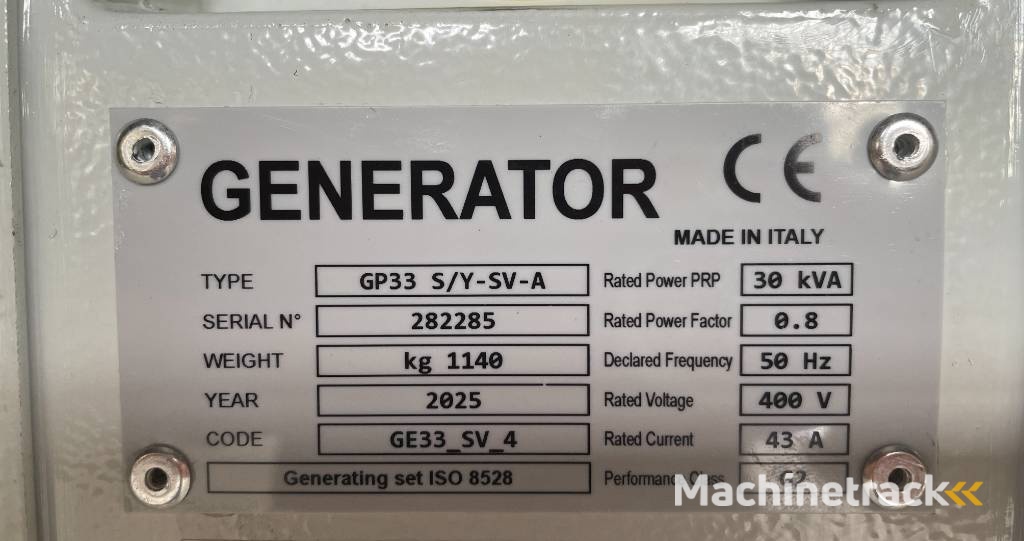 GENERATOR CE
MADE IN ITALY
TYPE GP33 S/Y-SV-A Rated Power PRP 30 kVA
SERIAL N° 282285 Rated Power Factor 0.8
WEIGHT kg 1140 Declared Frequency 50 Hz
YEAR 2025 Rated Voltage 400 V
CODE GE33_SV_4 Rated Current 43 A
Generating set ISO 8528 Performance Class G2
Machinetrack